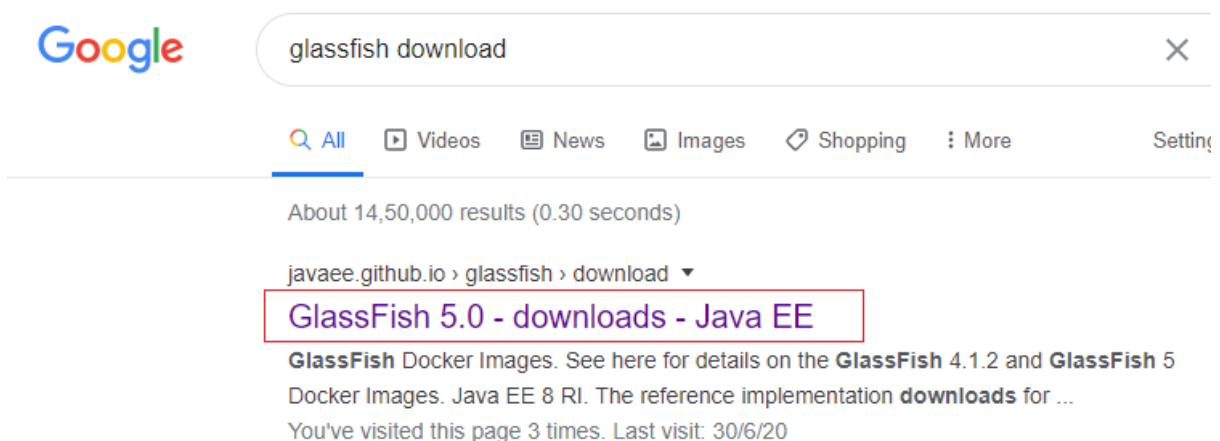 Google
glassfish download
All Videos News Images Shopping More Setting
About 14,50,000 results (0.30 seconds)
javaee.github.io › glassfish › download
GlassFish 5.0 - downloads - Java EE
GlassFish Docker Images. See here for details on the GlassFish 4.1.2 and GlassFish 5
Docker Images. Java EE 8 RI. The reference implementation downloads for ...
You've visited this page 3 times. Last visit: 30/6/20